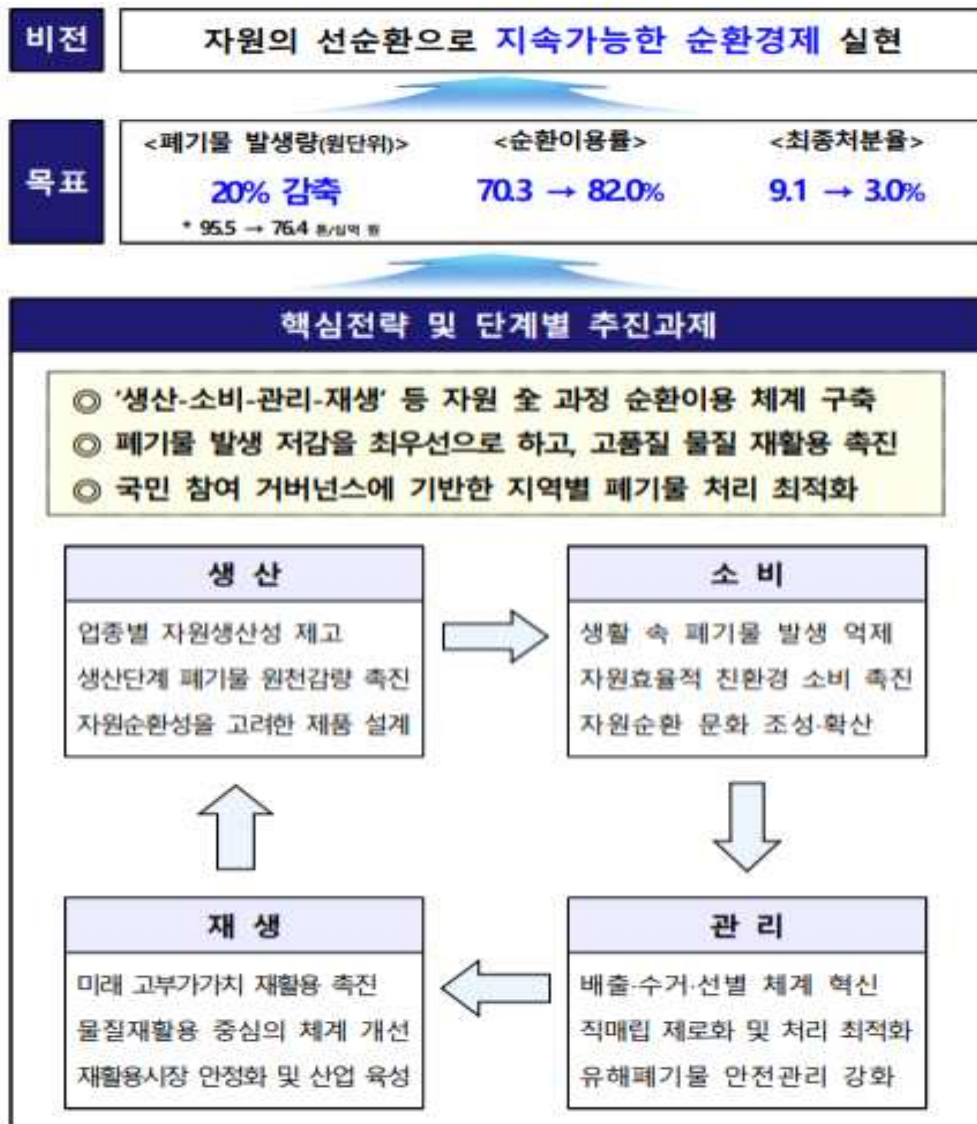 비전
자원의 선순환으로 지속가능한 순환경제 실현
목표
<폐기물 발생량(원단위)>
20% 감축
* 95.5 → 76.4 톤/십억 원
<순환이용률>
70.3 → 82.0%
<최종처분율>
9.1 → 3.0%
핵심전략 및 단계별 추진과제
◎ '생산-소비-관리-재생' 등 자원 全 과정 순환이용 체계 구축
◎ 폐기물 발생 저감을 최우선으로 하고, 고품질 물질 재활용 촉진
◎ 국민 참여 거버넌스에 기반한 지역별 폐기물 처리 최적화
생 산
업종별 자원생산성 제고
생산단계 폐기물 원천감량 촉진
자원순환성을 고려한 제품 설계
소 비
생활 속 폐기물 발생 억제
자원효율적 친환경 소비 촉진
자원순환 문화 조성·확산
재 생
미래 고부가가치 재활용 촉진
물질재활용 중심의 체계 개선
재활용시장 안정화 및 산업 육성
관 리
배출·수거·선별 체계 혁신
직매립 제로화 및 처리 최적화
유해폐기물 안전관리 강화